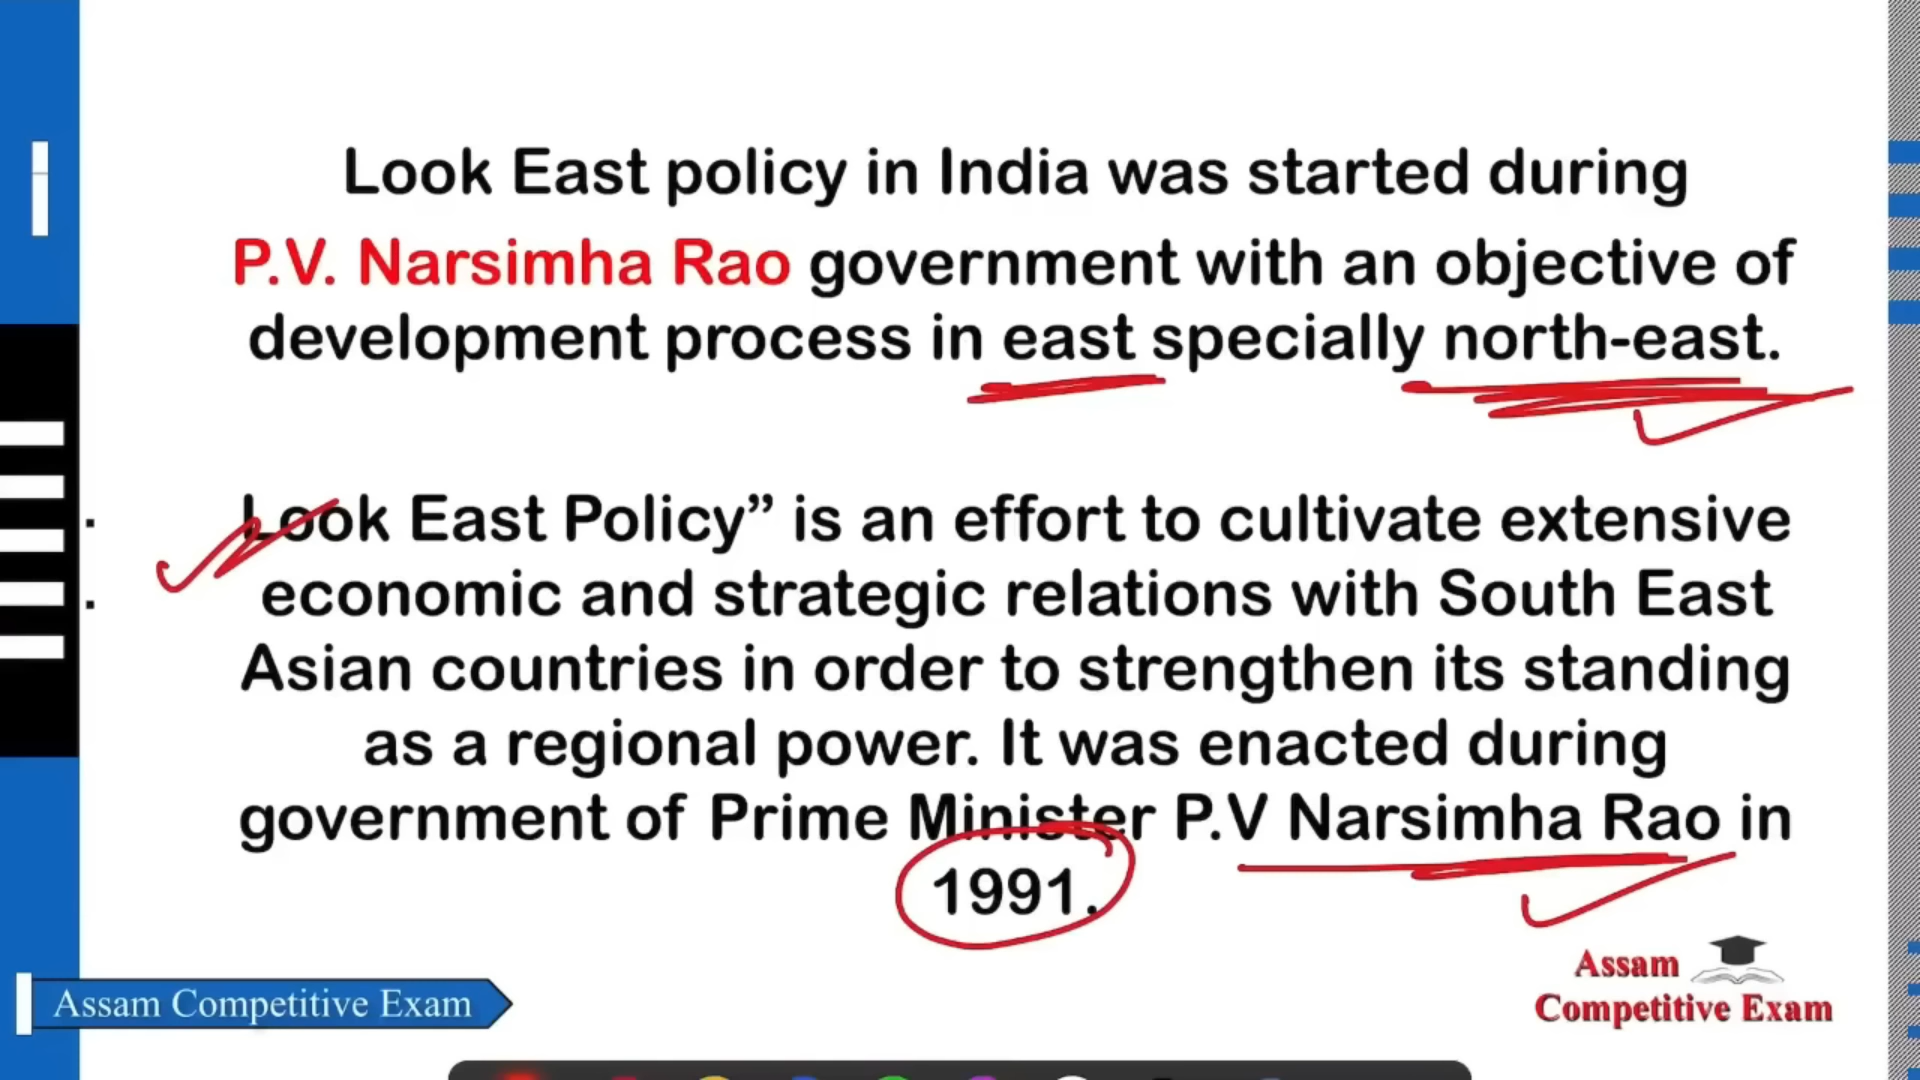 Look East policy in India was started during
P.V. Narsimha Rao government with an objective of
development process in east specially north-east.
Look East Policy” is an effort to cultivate extensive
economic and strategic relations with South East
Asian countries in order to strengthen its standing
as a regional power. It was enacted during
government of Prime Minister P.V Narsimha Rao in
1991.
Assam Competitive Exam
Assam
Competitive Exam